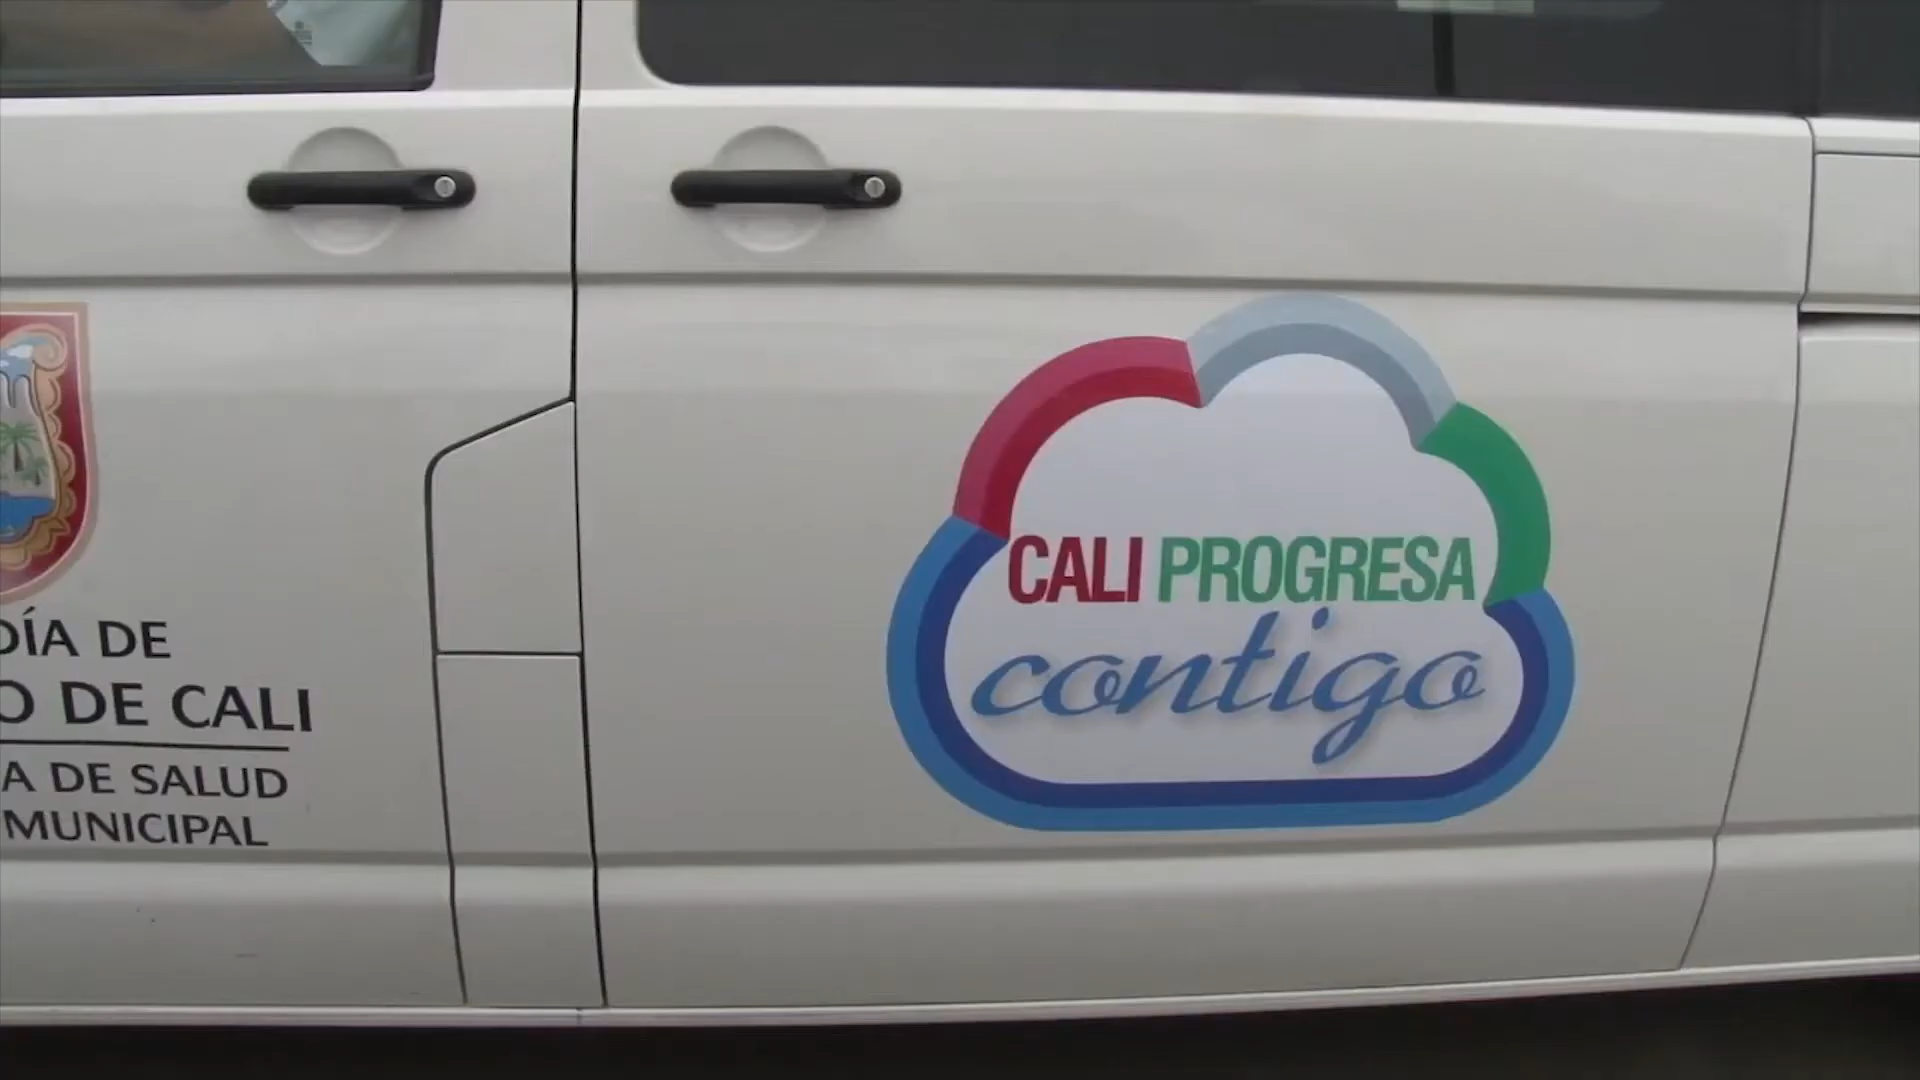 DÍA DE
O DE CALI
A DE SALUD
MUNICIPAL
CALI PROGRESA
contigo